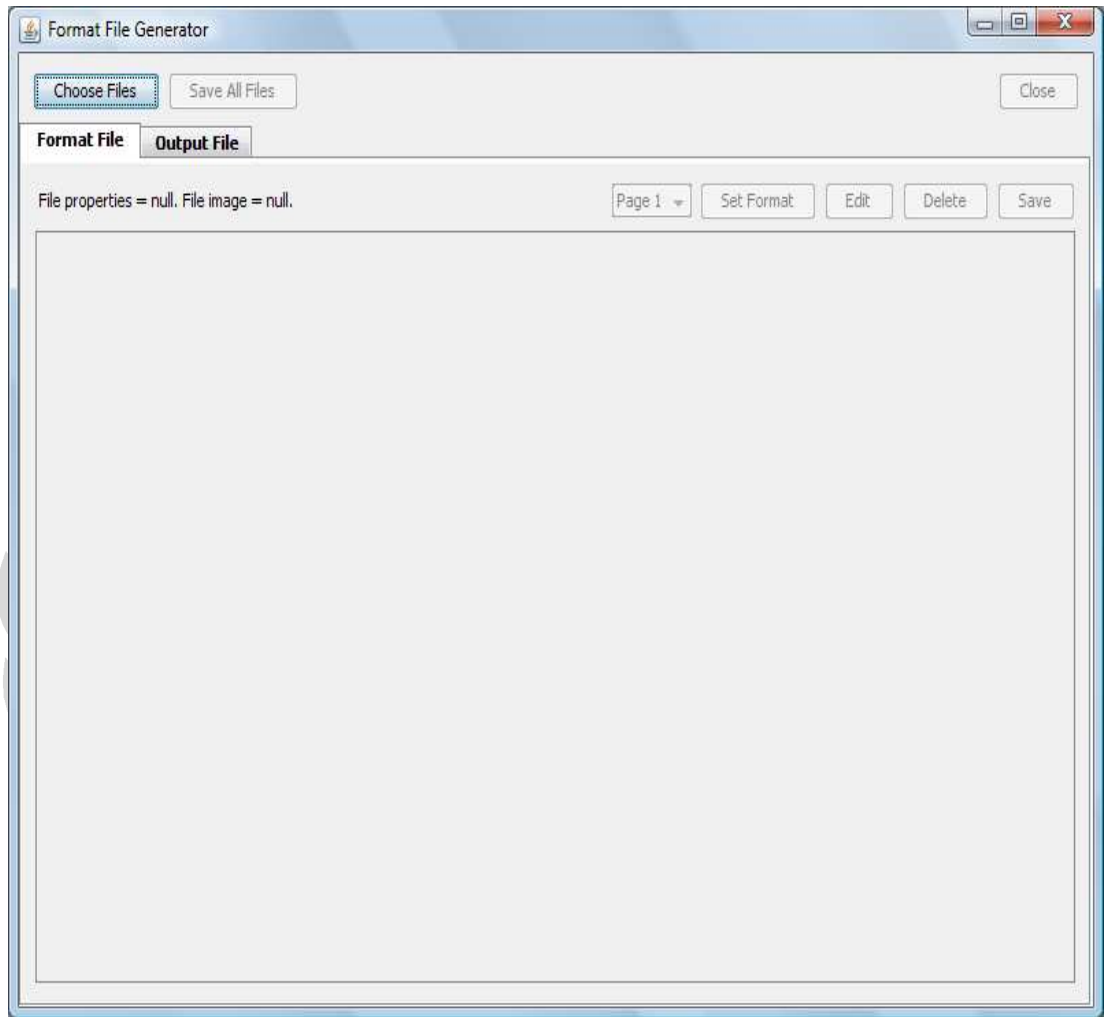 Format File Generator
Choose Files Save All Files Close
Format File Output File
File properties = null. File image = null. Page 1 Set Format Edit Delete Save